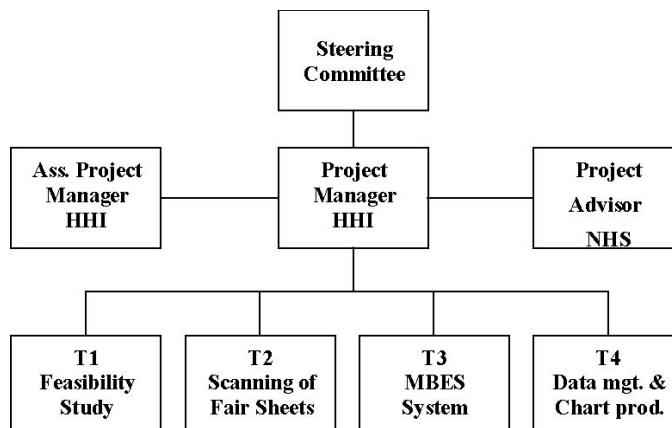 Steering
Committee
Ass. Project
Manager
HHI
Project
Manager
HHI
Project
Advisor
NHS
T1
Feasibility
Study
T2
Scanning of
Fair Sheets
T3
MBES
System
T4
Data mgt. &
Chart prod.